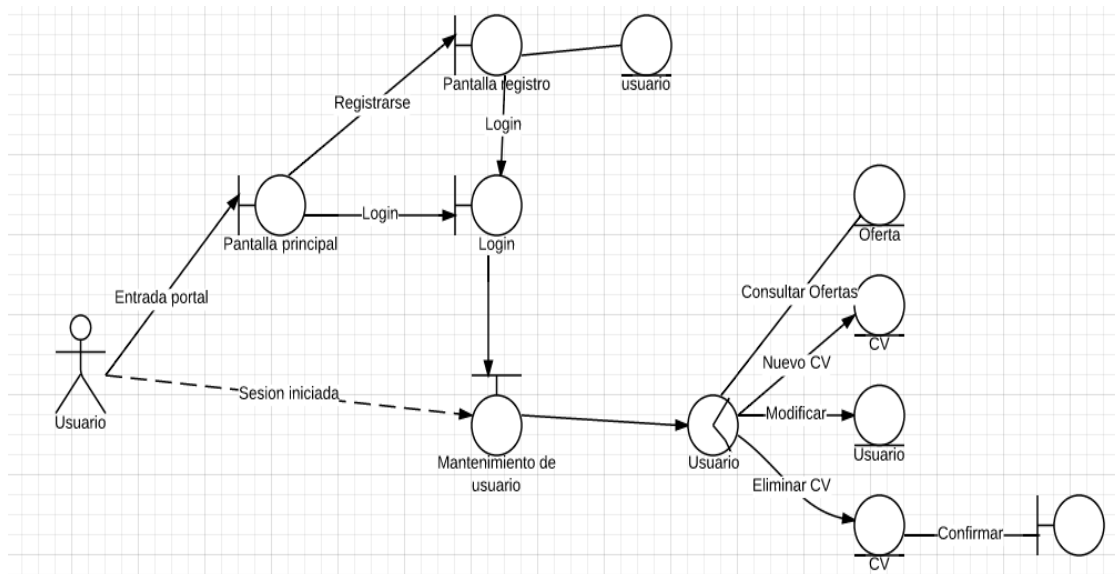 Pantalla registro
usuario
Registrarse
Login
Pantalla principal
Login
Login
Oferta
Entrada portal
Consultar Ofertas
CV
Nuevo CV
Sesion iniciada
Usuario
Modificar
Usuario
Mantenimiento de
usuario
Usuario
Eliminar CV
Confirmar
CV